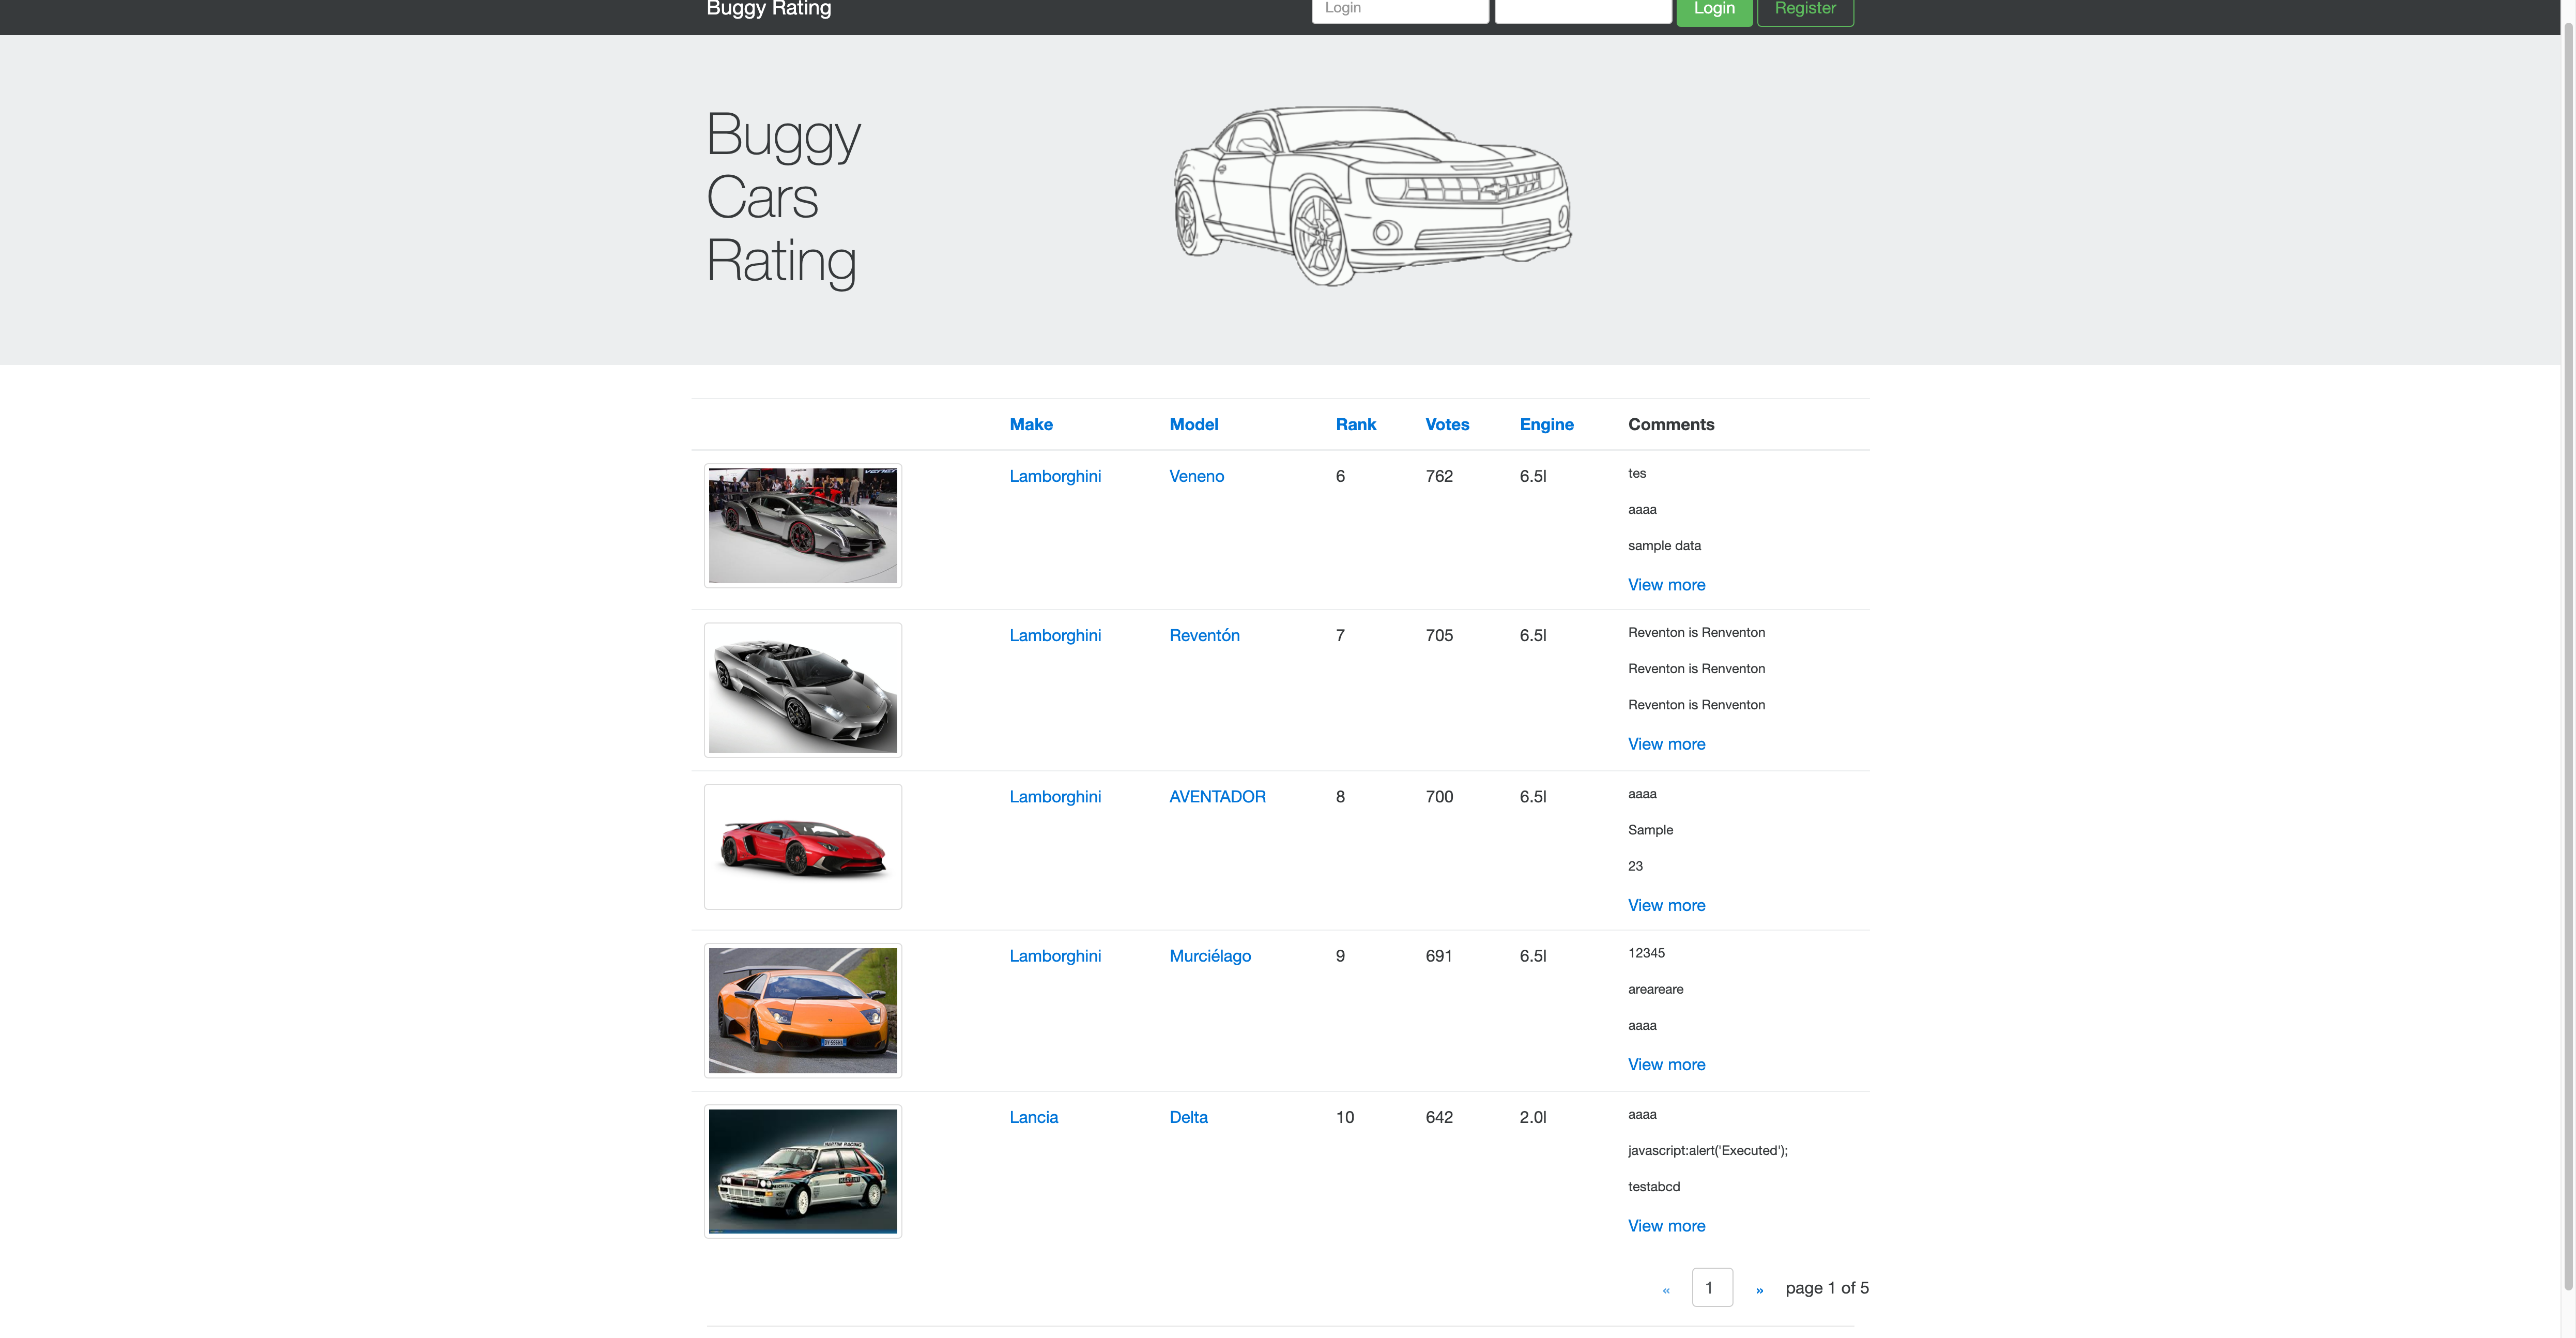 Buggy Rating
Login
Login
Register
Buggy
Cars
Rating
Make Model Rank Votes Engine Comments
Lamborghini Veneno 6 762 6.5l
tes
aaaa
sample data
View more
Lamborghini Reventón 7 705 6.5l
Reventon is Renventon
Reventon is Renventon
Reventon is Renventon
View more
Lamborghini AVENTADOR 8 700 6.5l
aaaa
Sample
23
View more
Lamborghini Murciélago 9 691 6.5l
12345
areareare
aaaa
View more
MARTINI RACING
MARTINI
Lancia Delta 10 642 2.0l
aaaa
javascript:alert('Executed');
testabcd
View more
« 1 » page 1 of 5